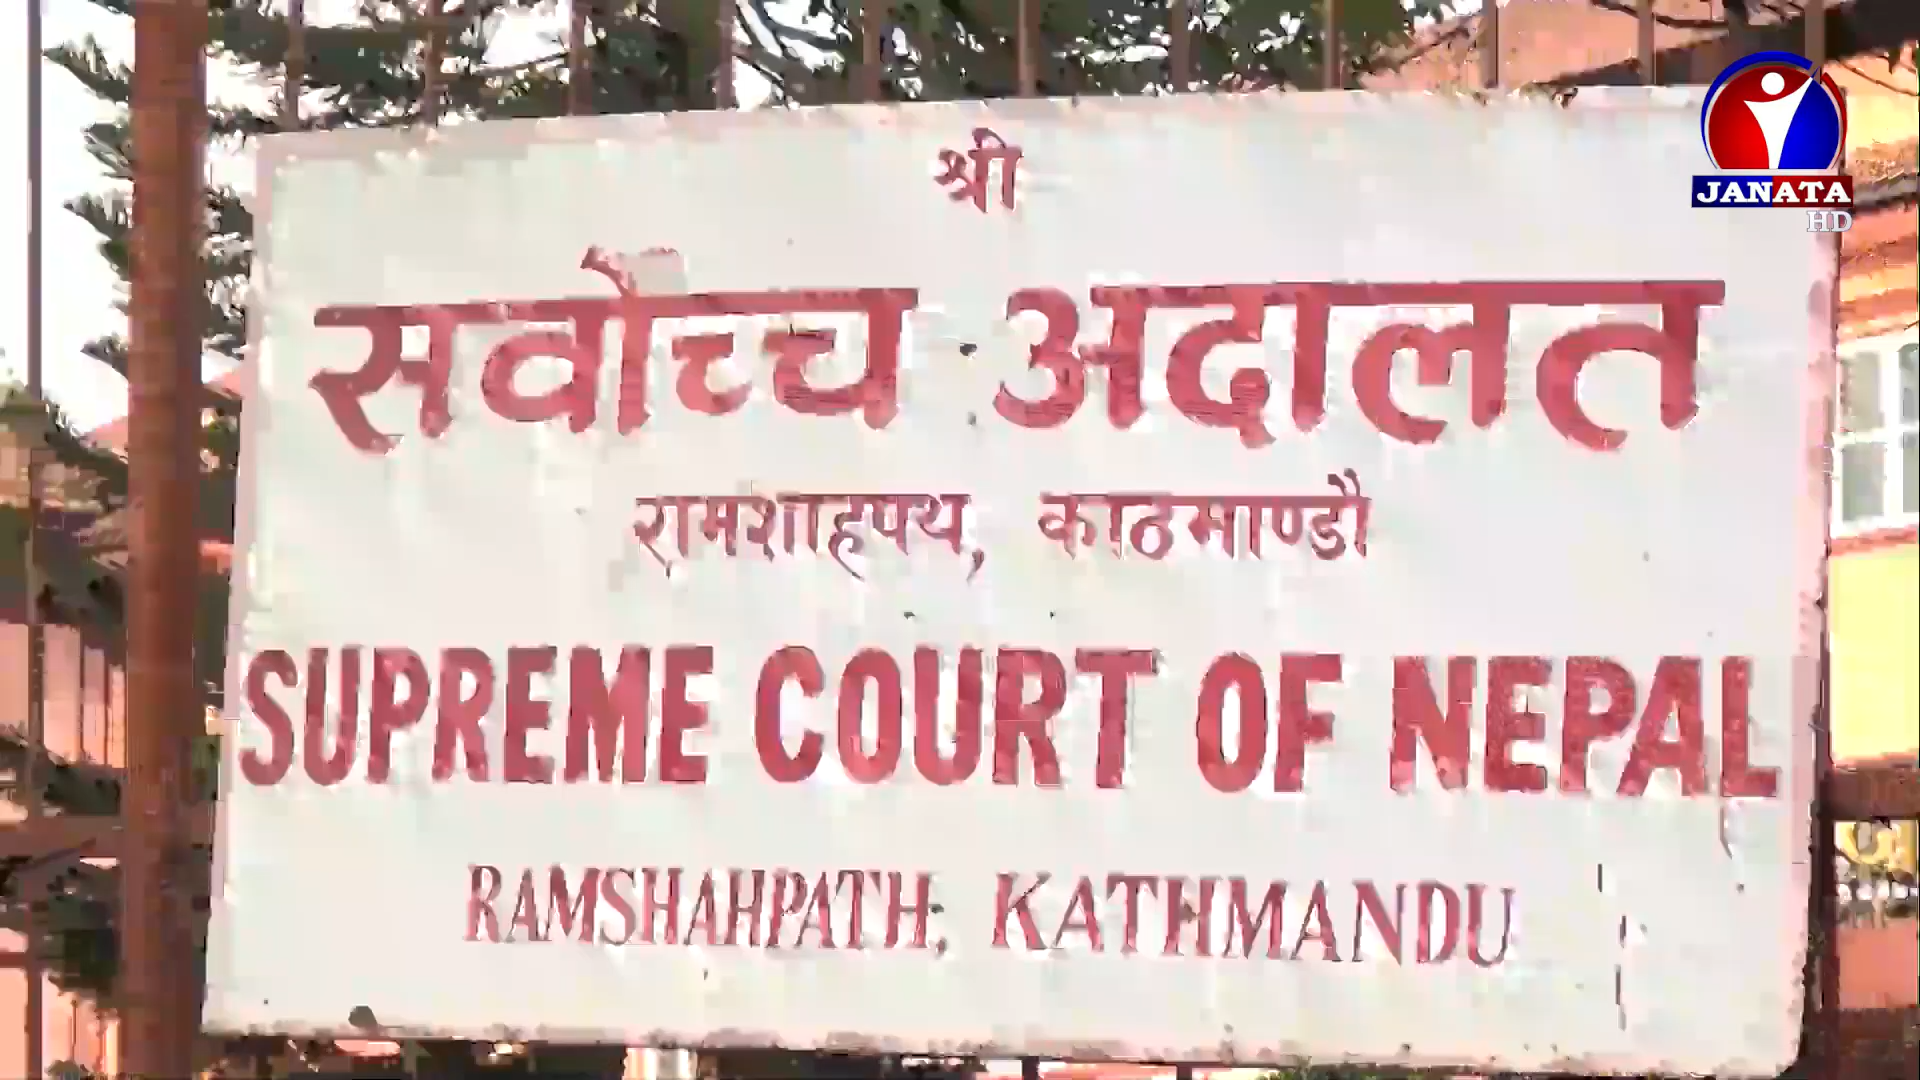 श्री
सर्वोच्च अदालत
रामशाहपथ, काठमाण्डौ
SUPREME COURT OF NEPAL
RAMSHAHPATH, KATHMANDU
JANATA
HD